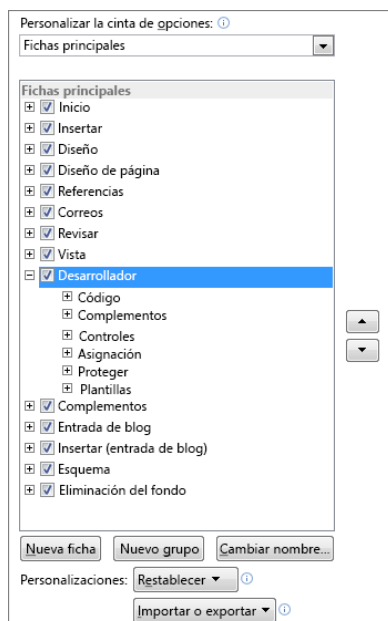 Personalizar la cinta de opciones:
Fichas principales
Fichas principales
Inicio
Insertar
Diseño
Diseño de página
Referencias
Correos
Revisar
Vista
Desarrollador
Código
Complementos
Controles
Asignación
Proteger
Plantillas
Complementos
Entrada de blog
Insertar (entrada de blog)
Esquema
Eliminación del fondo
Nueva ficha Nuevo grupo Cambiar nombre...
Personalizaciones: Restablecer
Importar o exportar